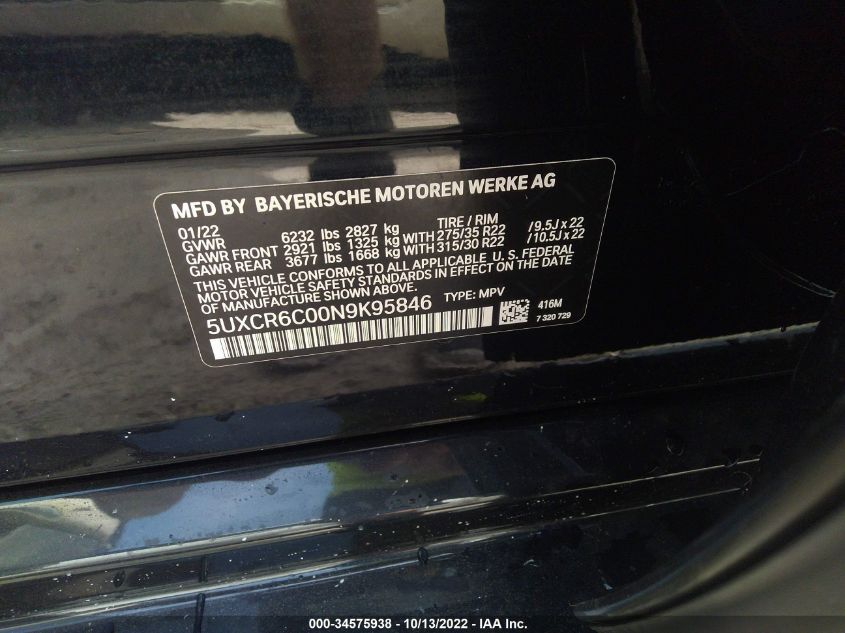 MFD BY BAYERISCHE MOTOREN WERKE AG
01/22 TIRE / RIM
GVWR 6232 lbs 2827 kg
GAWR FRONT 2921 lbs 1325 kg WITH 275/35 R22 / 9.5J x 22
GAWR REAR 3677 lbs 1668 kg WITH 315/30 R22 / 10.5J x 22
THIS VEHICLE CONFORMS TO ALL APPLICABLE U. S. FEDERAL
MOTOR VEHICLE SAFETY STANDARDS IN EFFECT ON THE DATE
OF MANUFACTURE SHOWN ABOVE.
5UXCR6C00N9K95846 TYPE: MPV 416M
7 320 729
000-34575938 - 10/13/2022 - IAA Inc.